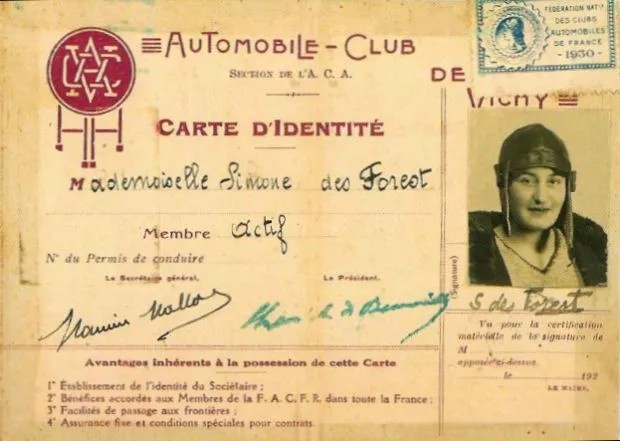 AUTOMOBILE-CLUB
SECTION DE L'A. C. A.
DE
VICHY
FÉDÉRATION NATle
DES CLUBS
AUTOMOBILES
DE FRANCE
-1930-
CARTE D'IDENTITÉ
Mademoiselle Simone des Forest
Membre actif
N° du Permis de conduire
Le Secrétaire général,
Le Président,
(Signature)
S des Forest
Vu pour la certification
matérielle de la signature de
M
apposée ci-dessus.
le 192
LE MAIRE,
Avantages inhérents à la possession de cette Carte
1° Etablissement de l'identité du Sociétaire ;
2° Bénéfices accordés aux Membres de la F. A. C. F. R. dans toute la France ;
3° Facilités de passage aux frontières ;
4° Assurance fixe et conditions spéciales pour contrats.